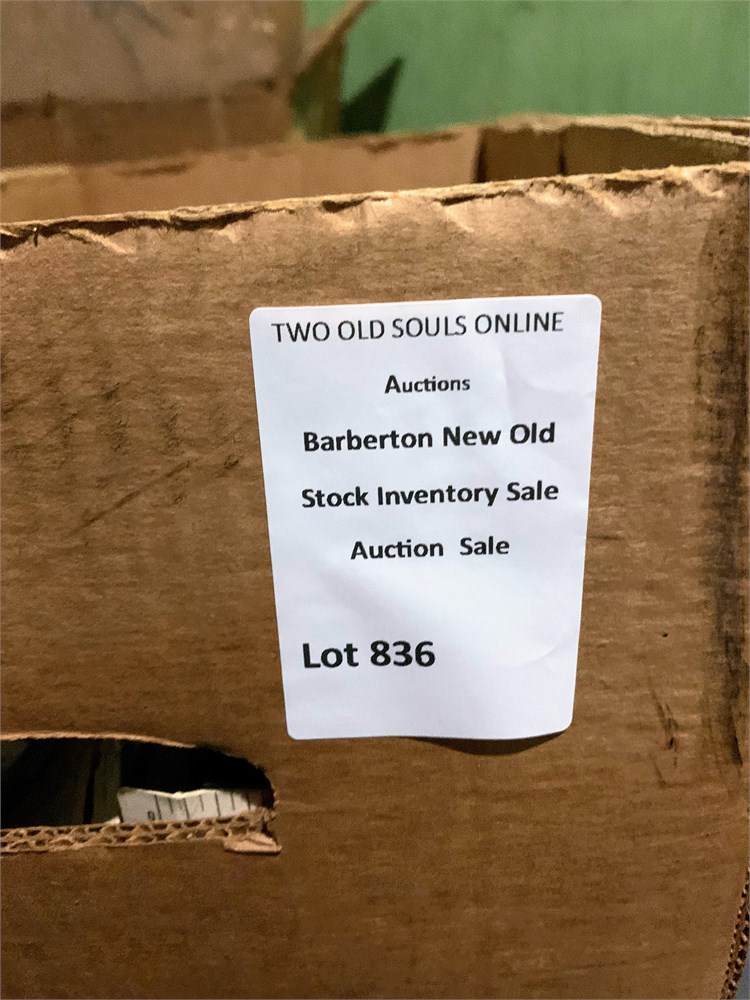 TWO OLD SOULS ONLINE
Auctions
Barberton New Old
Stock Inventory Sale
Auction Sale
Lot 836